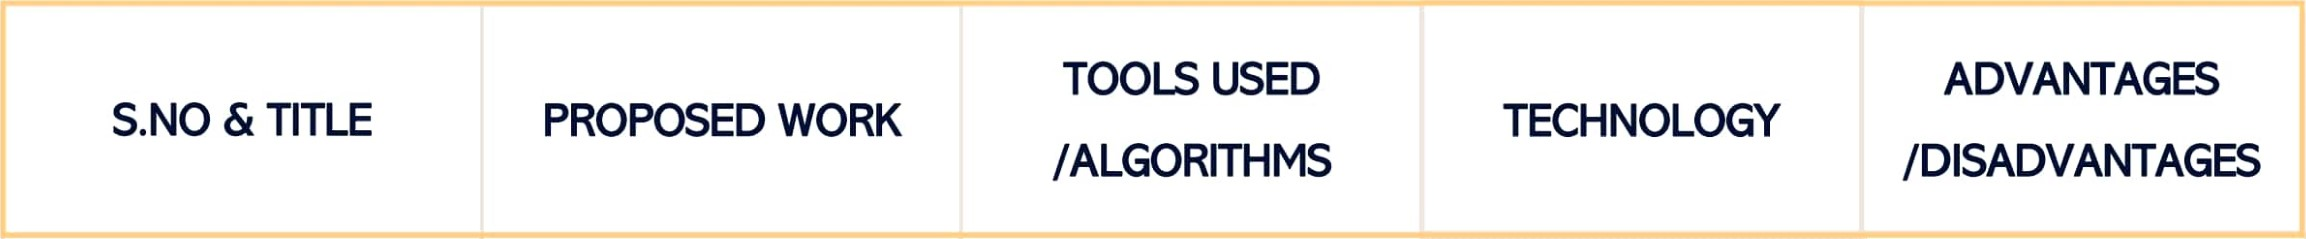 S.NO & TITLE
PROPOSED WORK
TOOLS USED
/ALGORITHMS
TECHNOLOGY
ADVANTAGES
/DISADVANTAGES